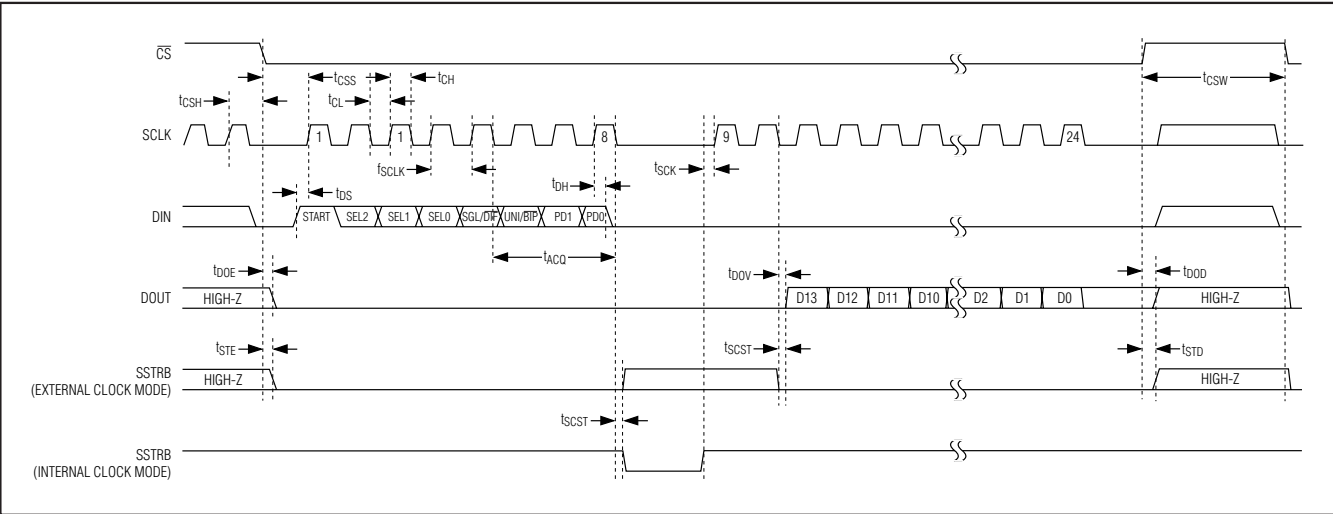 CS
tCSS
tCH
tCSW
tCSH
tCL
SCLK
1
1
8
9
24
fSCLK
tDH
tSCK
tDS
DIN
START
SEL2
SEL1
SEL0
SGL/DIF
UNI/BIP
PD1
PD0
tACQ
tDOE
tDOV
tDOD
DOUT
HIGH-Z
D13
D12
D11
D10
D2
D1
D0
HIGH-Z
tSTE
tSCST
tSTD
SSTRB
(EXTERNAL CLOCK MODE)
HIGH-Z
HIGH-Z
tSCST
SSTRB
(INTERNAL CLOCK MODE)